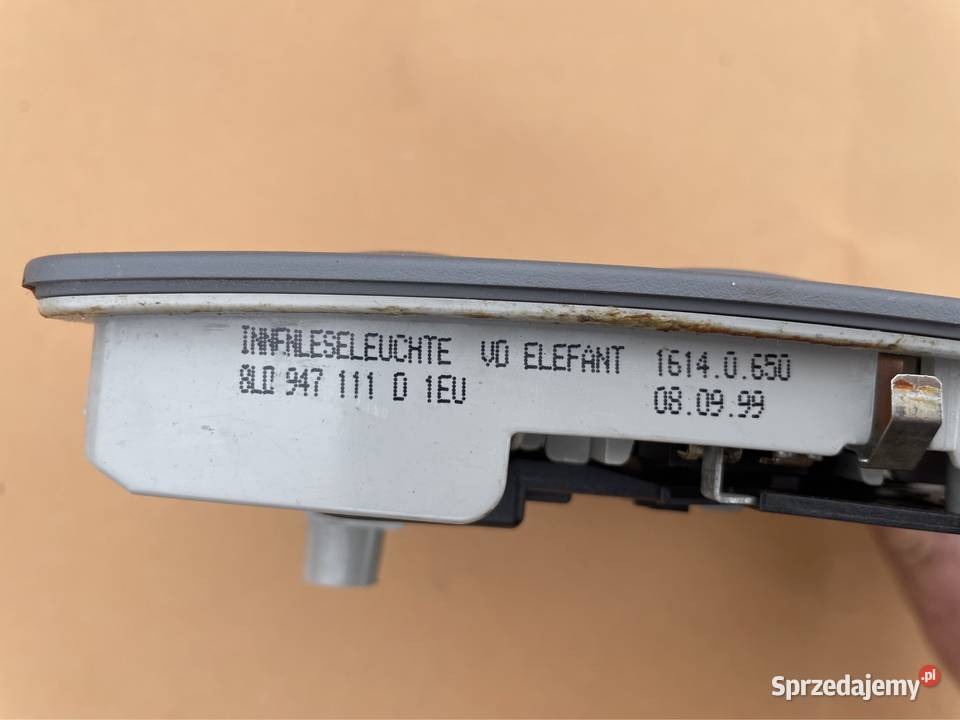 INNENLESELEUCHTE VO ELEFANT 1614.0.650
8L0 947 111 D 1EU 08.09.99
Sprzedajemy.pl